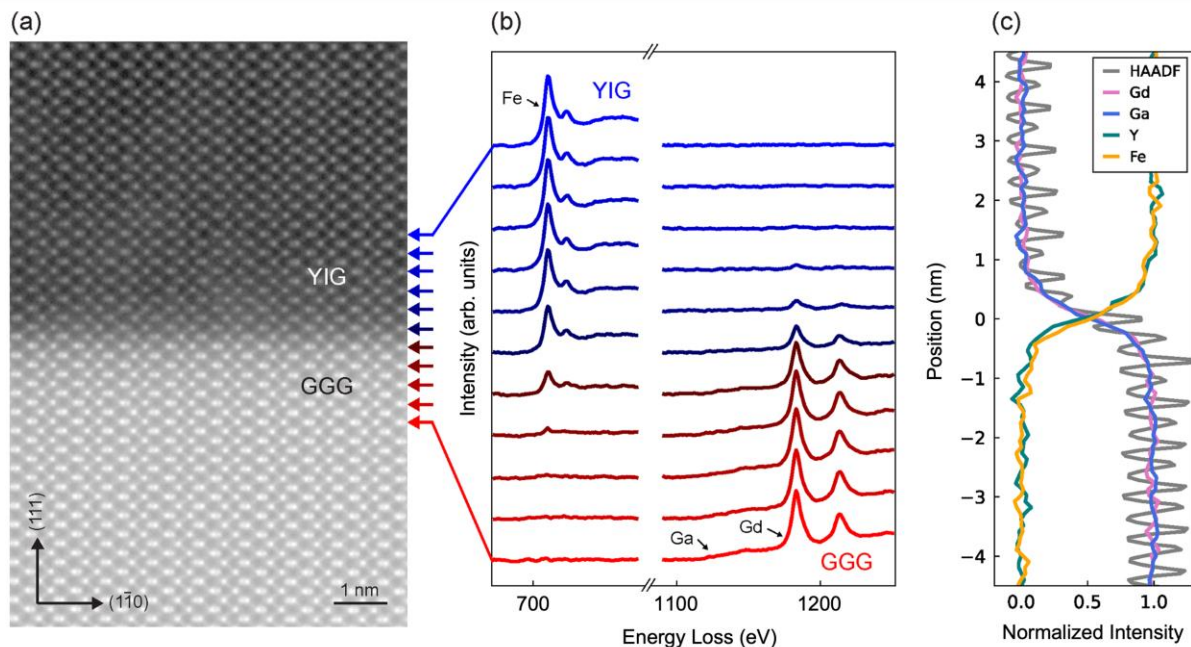 (a)
YIG
GGG
(111)
(11̄0)
1 nm
(b)
Fe
YIG
Intensity (arb. units)
Ga
Gd
GGG
700
1100
1200
Energy Loss (eV)
(c)
HAADF
Gd
Ga
Y
Fe
Position (nm)
4
3
2
1
0
−1
−2
−3
−4
0.0
0.5
1.0
Normalized Intensity